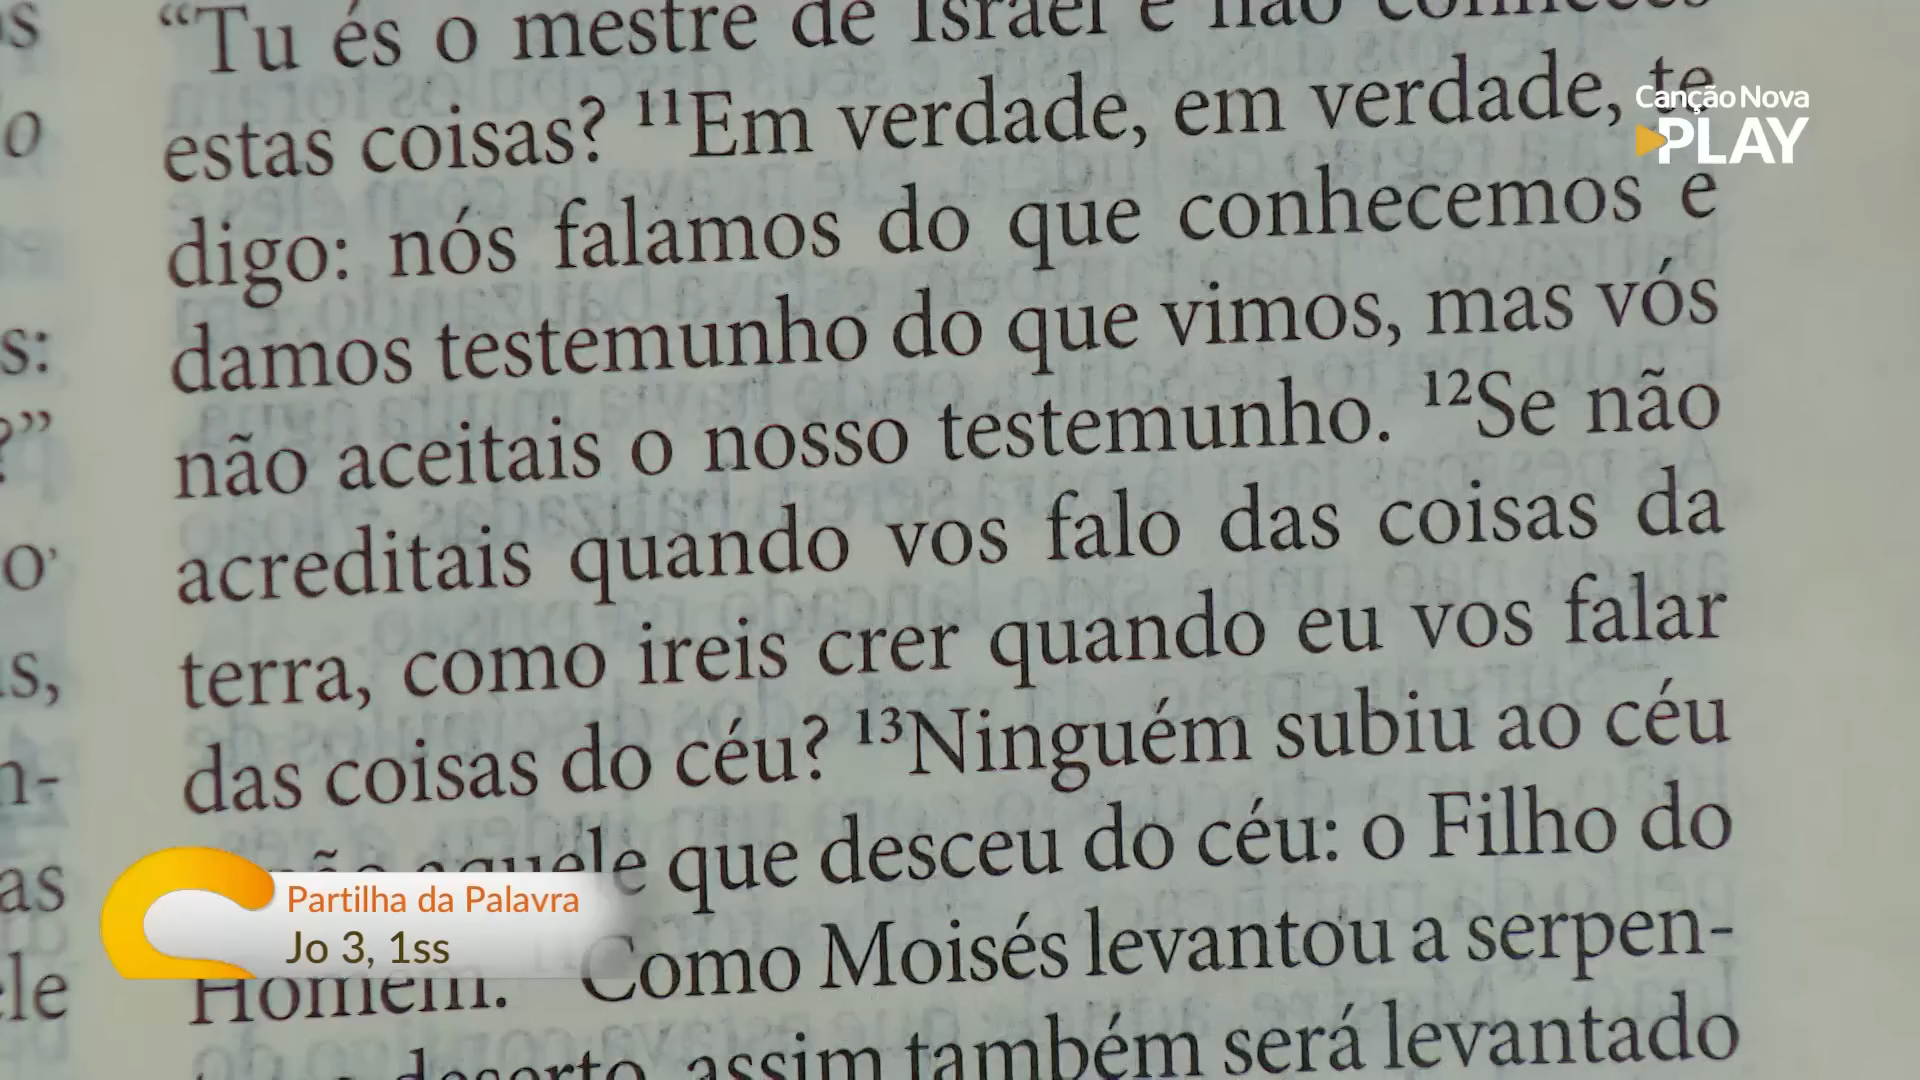 “Tu és o mestre de Israel e não conheces
estas coisas? ¹¹Em verdade, em verdade, te
digo: nós falamos do que conhecemos e
damos testemunho do que vimos, mas vós
não aceitais o nosso testemunho. ¹²Se não
acreditais quando vos falo das coisas da
terra, como ireis crer quando eu vos falar
das coisas do céu? ¹³Ninguém subiu ao céu
aquele que desceu do céu: o Filho do
Homem. Como Moisés levantou a serpen-
deserto, assim também será levantado
Canção Nova
PLAY
Partilha da Palavra
Jo 3, 1ss